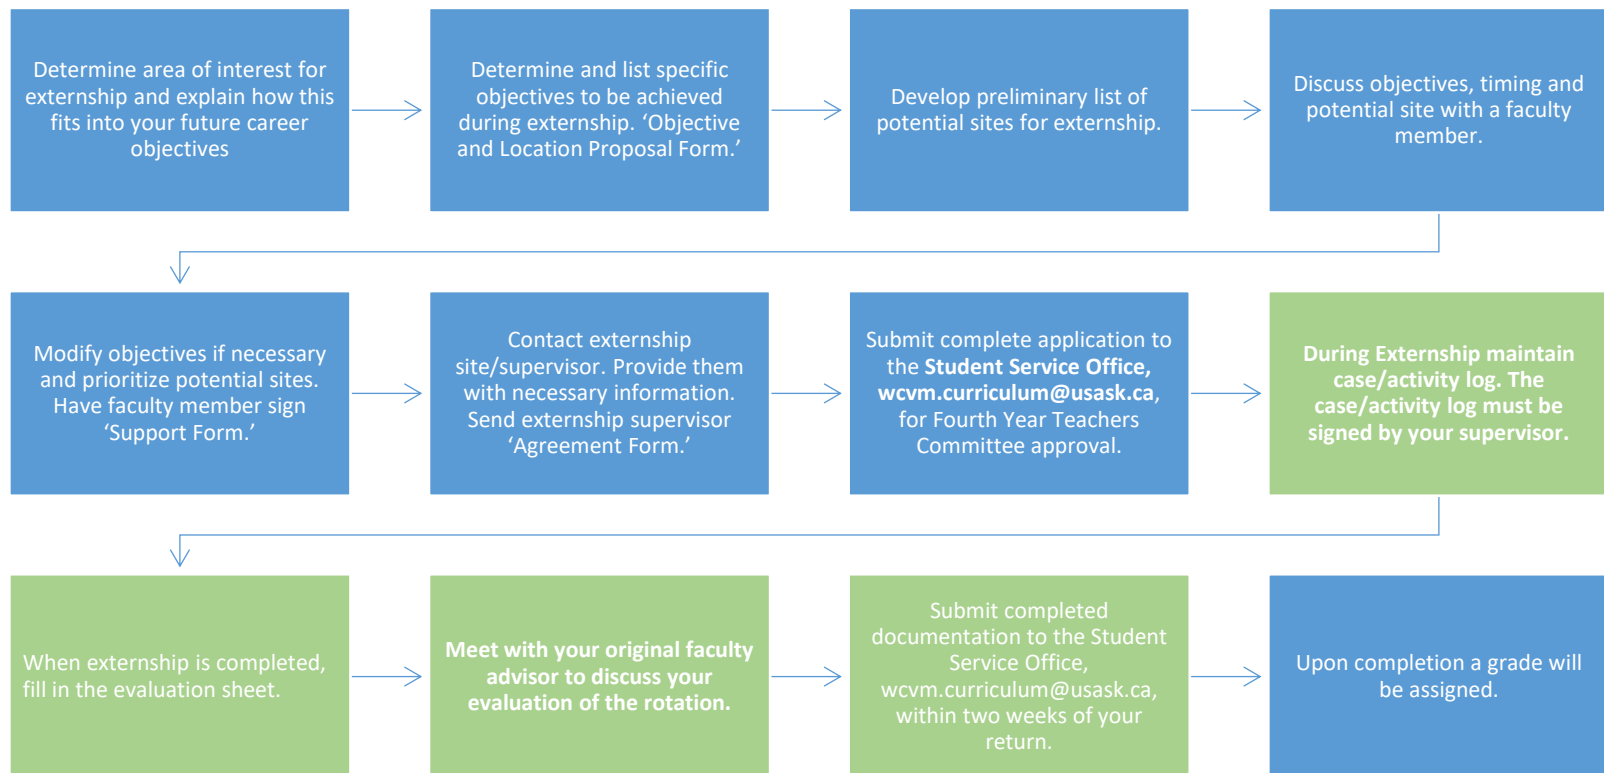 Determine area of interest for
externship and explain how this
fits into your future career
objectives
Determine and list specific
objectives to be achieved
during externship. ‘Objective
and Location Proposal Form.’
Develop preliminary list of
potential sites for externship.
Discuss objectives, timing and
potential site with a faculty
member.
Modify objectives if necessary
and prioritize potential sites.
Have faculty member sign
‘Support Form.’
Contact externship
site/supervisor. Provide them
with necessary information.
Send externship supervisor
‘Agreement Form.’
Submit complete application to
the Student Service Office,
wcvm.curriculum@usask.ca,
for Fourth Year Teachers
Committee approval.
During Externship maintain
case/activity log. The
case/activity log must be
signed by your supervisor.
When externship is completed,
fill in the evaluation sheet.
Meet with your original faculty
advisor to discuss your
evaluation of the rotation.
Submit completed
documentation to the Student
Service Office,
wcvm.curriculum@usask.ca,
within two weeks of your
return.
Upon completion a grade will
be assigned.